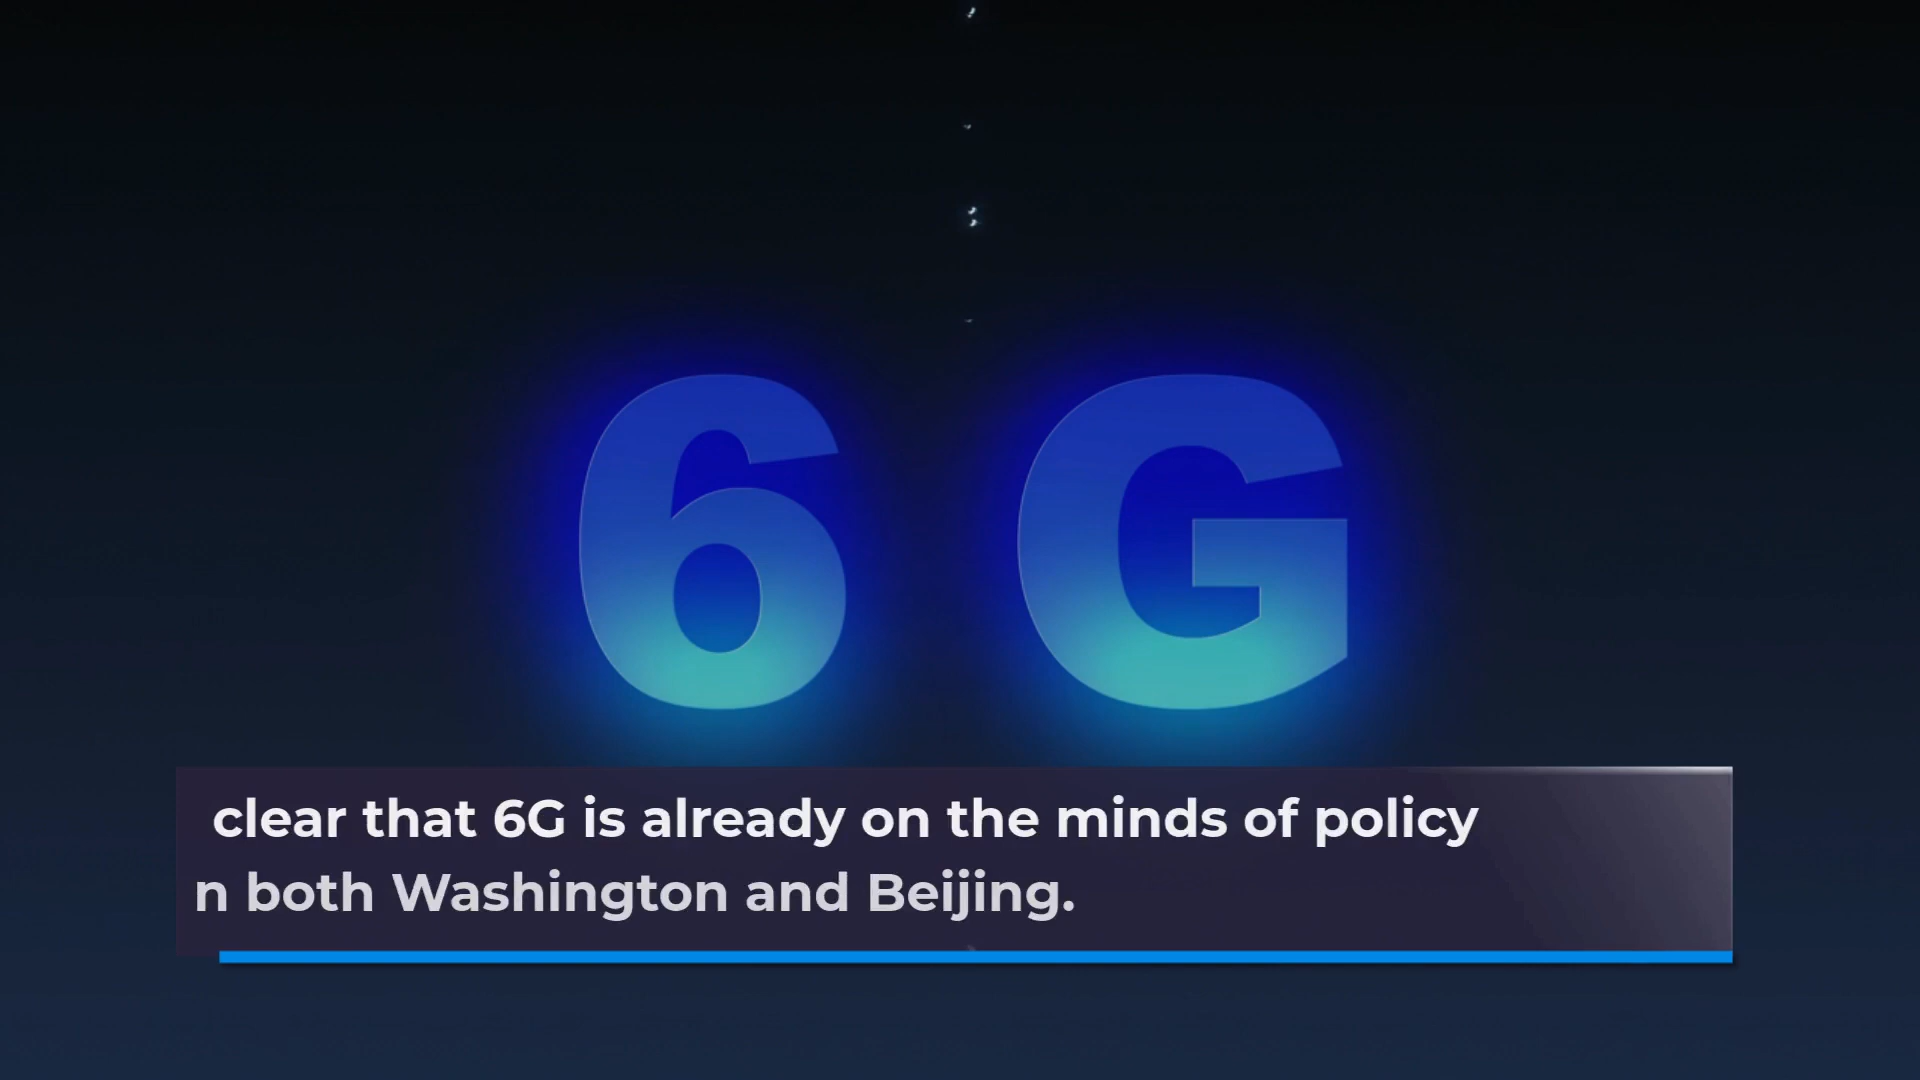 6G
clear that 6G is already on the minds of policy
n both Washington and Beijing.